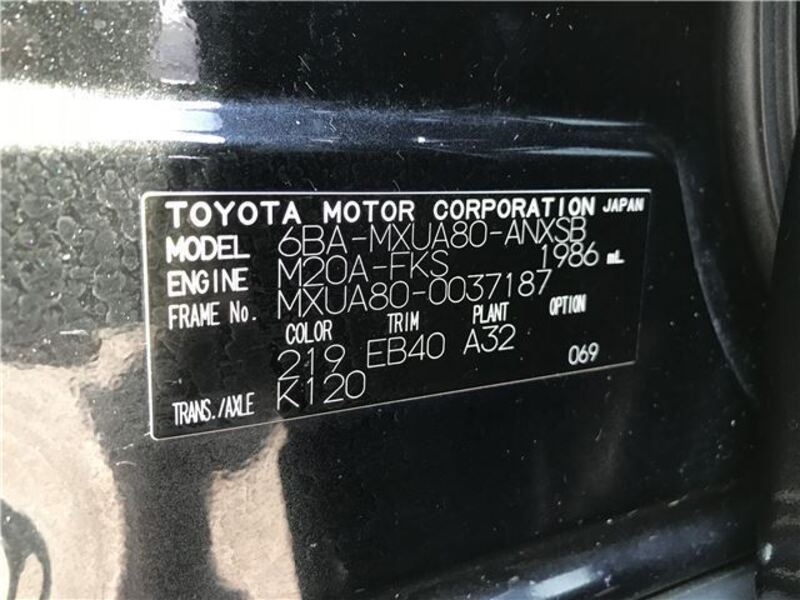 TOYOTA MOTOR CORPORATION JAPAN
MODEL 6BA-MXUA80-ANXSB
ENGINE M20A-FKS 1986 mL
FRAME No. MXUA80-0037187
COLOR TRIM PLANT OPTION
219 EB40 A32 069
TRANS./AXLE K120